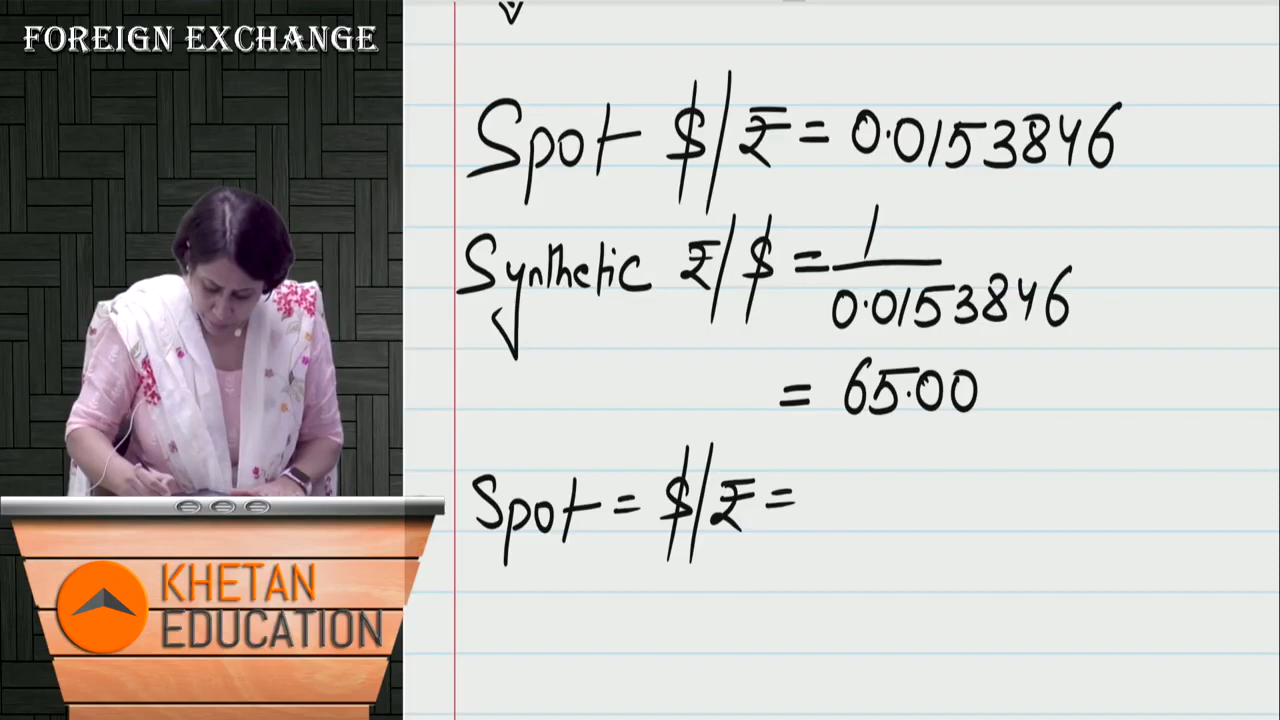 FOREIGN EXCHANGE
Spot $/₹ = 0.0153846
Synthetic ₹/$ = 1
0.0153846
= 65.00
Spot = $/₹ =
KHETAN
EDUCATION